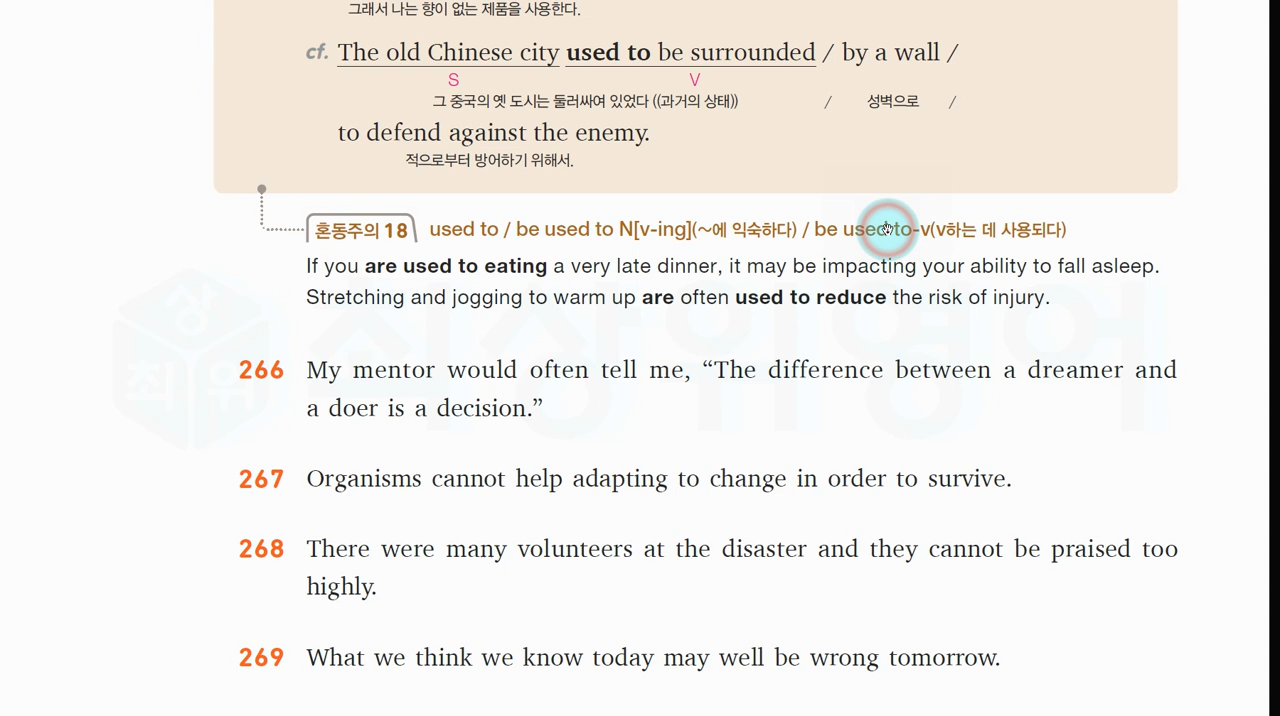 그래서 나는 향이 없는 제품을 사용한다.
cf. The old Chinese city used to be surrounded / by a wall /
S V
그 중국의 옛 도시는 둘러싸여 있었다 ((과거의 상태)) / 성벽으로 /
to defend against the enemy.
적으로부터 방어하기 위해서.
혼동주의 18 used to / be used to N[v-ing](~에 익숙하다) / be used to-v(v하는 데 사용되다)
If you are used to eating a very late dinner, it may be impacting your ability to fall asleep.
Stretching and jogging to warm up are often used to reduce the risk of injury.
266 My mentor would often tell me, “The difference between a dreamer and
a doer is a decision.”
267 Organisms cannot help adapting to change in order to survive.
268 There were many volunteers at the disaster and they cannot be praised too
highly.
269 What we think we know today may well be wrong tomorrow.
최상위
최상위영어